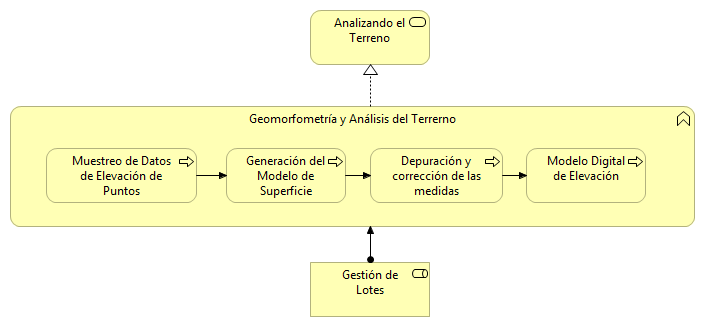 Analizando el
Terreno
Geomorfometría y Análisis del Terrerno
Muestreo de Datos
de Elevación de
Puntos
Generación del
Modelo de
Superficie
Depuración y
corrección de las
medidas
Modelo Digital
de Elevación
Gestión de
Lotes